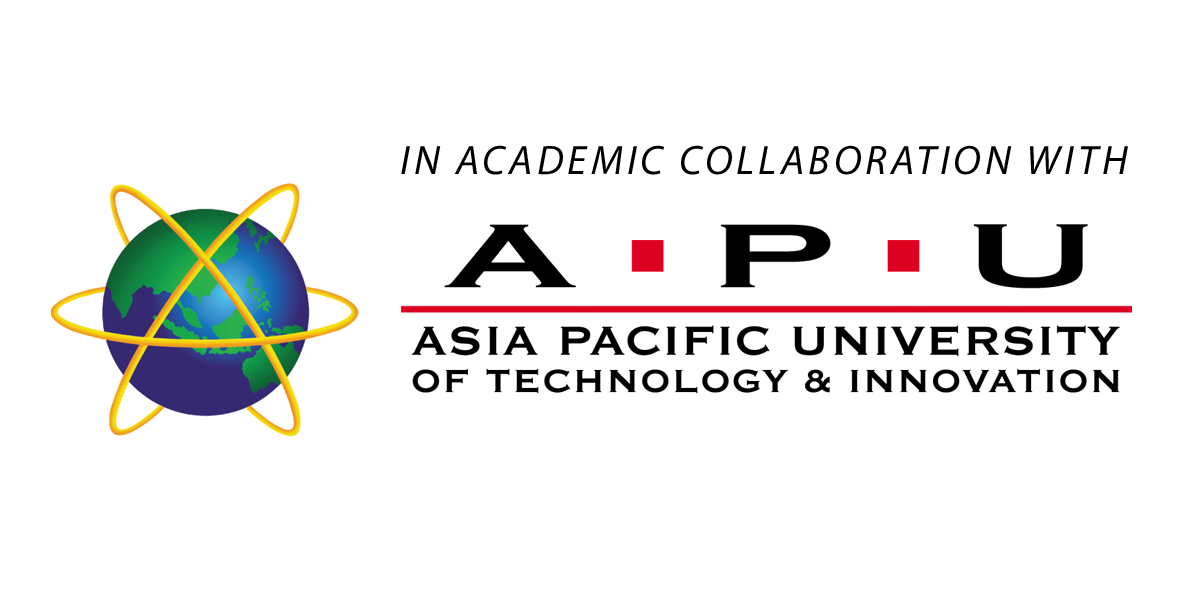 IN ACADEMIC COLLABORATION WITH
A·P·U
ASIA PACIFIC UNIVERSITY
OF TECHNOLOGY & INNOVATION